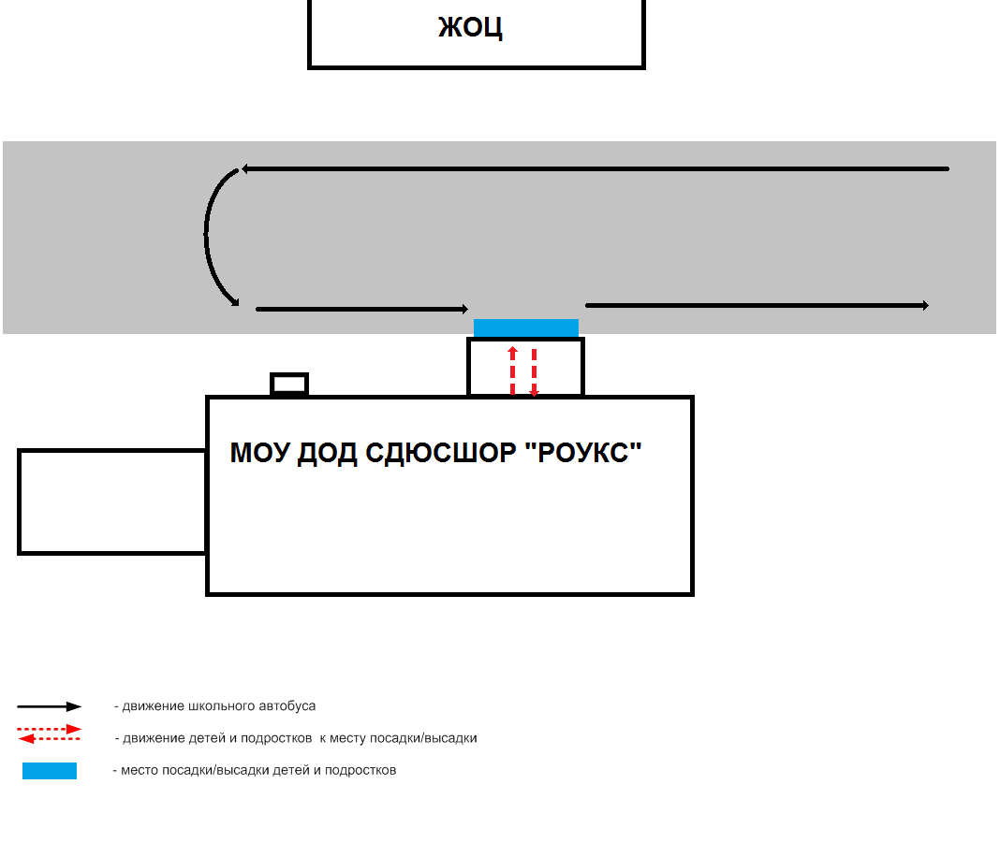 ЖОЦ
МОУ ДОД СДЮСШОР "РОУКС"
- движение школьного автобуса
- движение детей и подростков к месту посадки/высадки
- место посадки/высадки детей и подростков